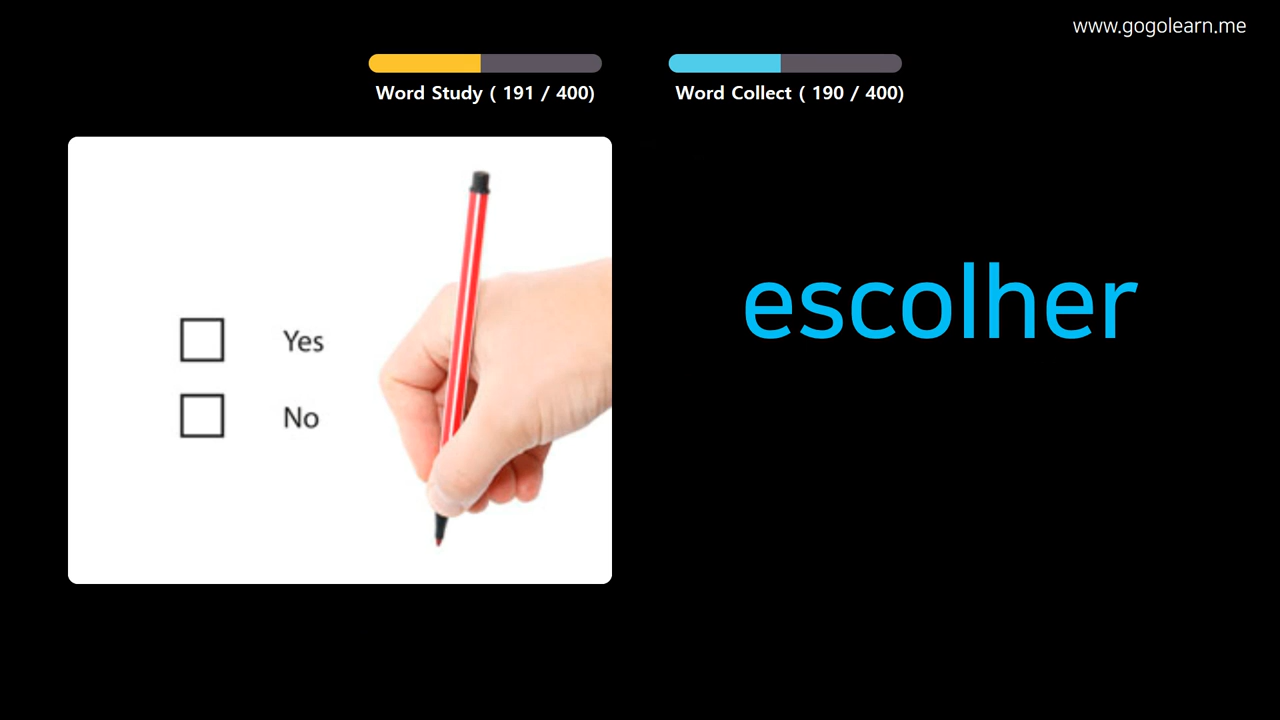 www.gogolearn.me
Word Study ( 191 / 400)
Word Collect ( 190 / 400)
escolher
Yes
No